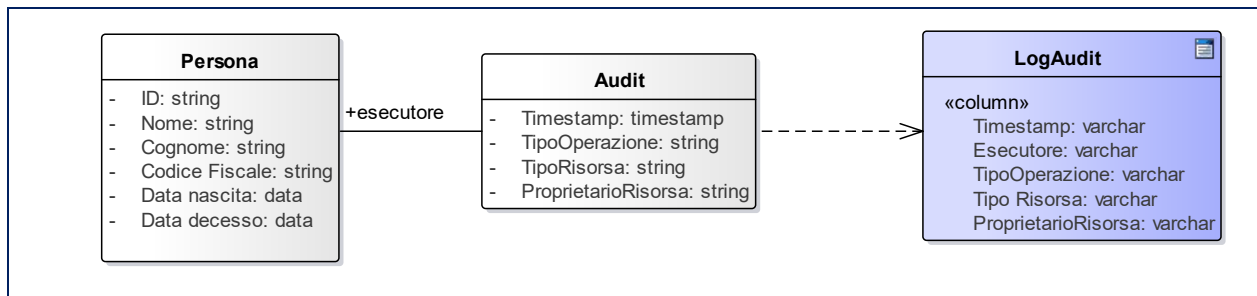 Persona
- ID: string
- Nome: string
- Cognome: string
- Codice Fiscale: string
- Data nascita: data
- Data decesso: data
+esecutore
Audit
- Timestamp: timestamp
- TipoOperazione: string
- TipoRisorsa: string
- ProprietarioRisorsa: string
LogAudit
«column»
Timestamp: varchar
Esecutore: varchar
TipoOperazione: varchar
Tipo Risorsa: varchar
ProprietarioRisorsa: varchar